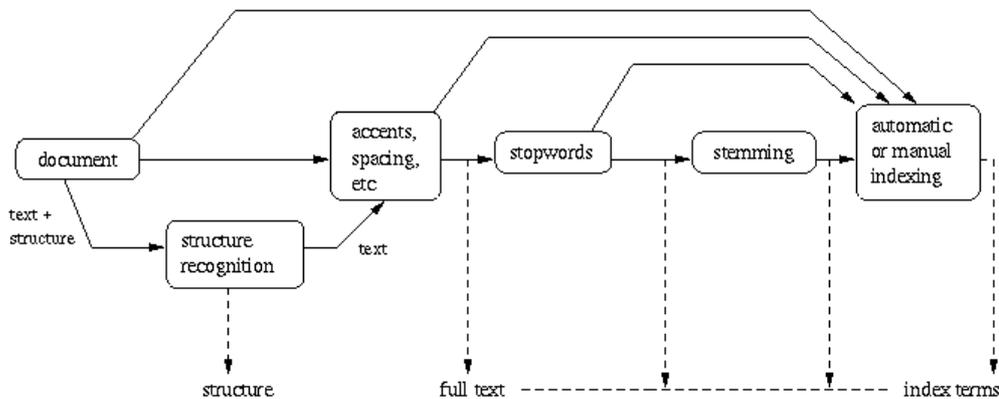 document
accents,
spacing,
etc
stopwords
stemming
automatic
or manual
indexing
text +
structure
structure
recognition
text
structure
full text
index terms